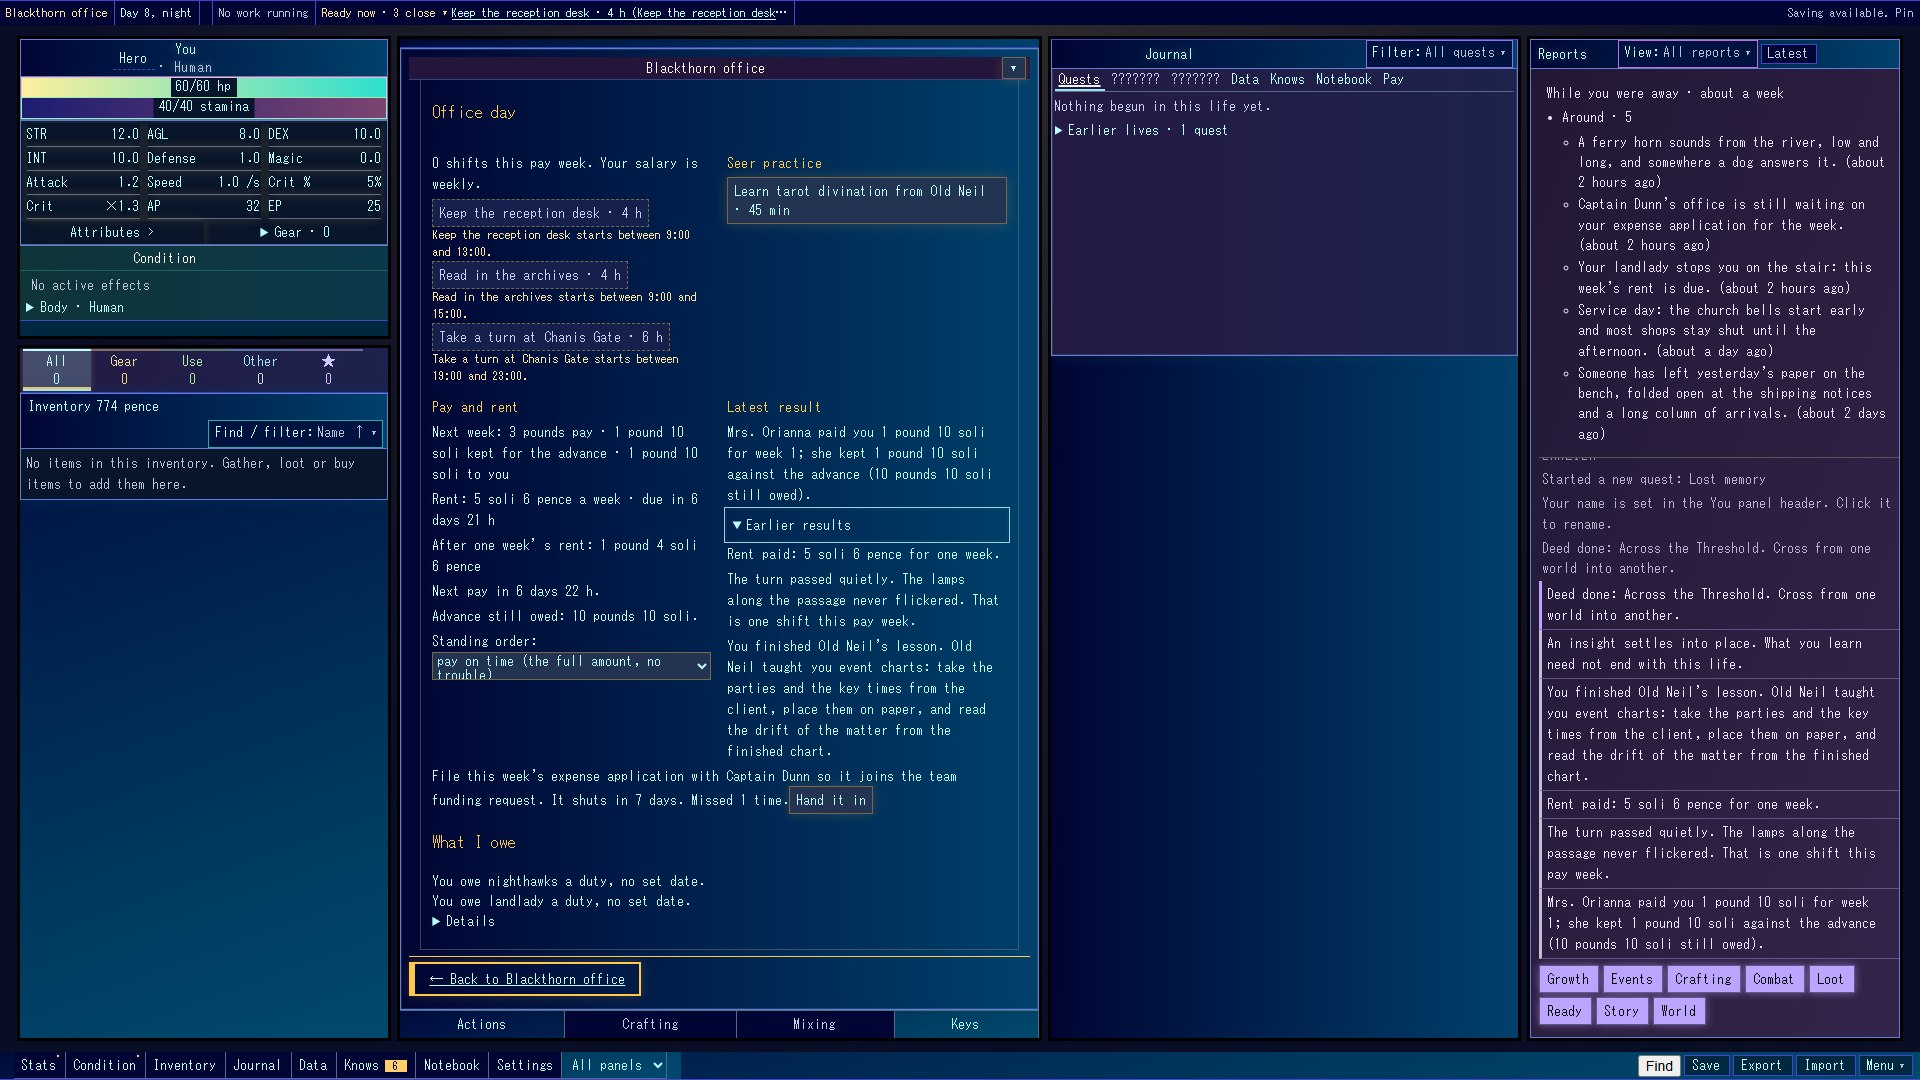 Blackthorn office
Day 8, night
No work running
Ready now · 3 close ▾ Keep the reception desk · 4 h (Keep the reception desk…
Saving available. Pin
Hero · You
Human
60/60 hp
40/40 stamina
STR 12.0 AGL 8.0 DEX 10.0
INT 10.0 Defense 1.0 Magic 0.0
Attack 1.2 Speed 1.0 /s Crit % 5%
Crit ×1.3 AP 32 EP 25
Attributes >
▶ Gear · 0
Condition
No active effects
▶ Body · Human
All Gear Use Other ★
0 0 0 0 0
Inventory 774 pence
Find / filter: Name ↑ ▾
No items in this inventory. Gather, loot or buy
items to add them here.
Blackthorn office
▾
Office day
0 shifts this pay week. Your salary is
weekly.
Keep the reception desk · 4 h
Keep the reception desk starts between 9:00
and 13:00.
Read in the archives · 4 h
Read in the archives starts between 9:00 and
15:00.
Take a turn at Chanis Gate · 6 h
Take a turn at Chanis Gate starts between
19:00 and 23:00.
Seer practice
Learn tarot divination from Old Neil
· 45 min
Pay and rent
Next week: 3 pounds pay · 1 pound 10
soli kept for the advance · 1 pound 10
soli to you
Rent: 5 soli 6 pence a week · due in 6
days 21 h
After one week's rent: 1 pound 4 soli
6 pence
Next pay in 6 days 22 h.
Advance still owed: 10 pounds 10 soli.
Standing order:
pay on time (the full amount, no
trouble)
Latest result
Mrs. Orianna paid you 1 pound 10 soli
for week 1; she kept 1 pound 10 soli
against the advance (10 pounds 10 soli
still owed).
▼ Earlier results
Rent paid: 5 soli 6 pence for one week.
The turn passed quietly. The lamps
along the passage never flickered. That
is one shift this pay week.
You finished Old Neil's lesson. Old
Neil taught you event charts: take the
parties and the key times from the
client, place them on paper, and read
the drift of the matter from the
finished chart.
File this week's expense application with Captain Dunn so it joins the team
funding request. It shuts in 7 days. Missed 1 time. Hand it in
What I owe
You owe nighthawks a duty, no set date.
You owe landlady a duty, no set date.
▶ Details
← Back to Blackthorn office
Actions
Crafting
Mixing
Keys
Journal
Filter: All quests ▾
Quests ??????? ??????? Data Knows Notebook Pay
Nothing begun in this life yet.
▶ Earlier lives · 1 quest
Reports
View: All reports ▾
Latest
While you were away · about a week
• Around · 5
◦ A ferry horn sounds from the river, low and
long, and somewhere a dog answers it. (about
2 hours ago)
◦ Captain Dunn's office is still waiting on
your expense application for the week.
(about 2 hours ago)
◦ Your landlady stops you on the stair: this
week's rent is due. (about 2 hours ago)
◦ Service day: the church bells start early
and most shops stay shut until the
afternoon. (about a day ago)
◦ Someone has left yesterday's paper on the
bench, folded open at the shipping notices
and a long column of arrivals. (about 2 days
ago)
Started a new quest: Lost memory
Your name is set in the You panel header. Click it
to rename.
Deed done: Across the Threshold. Cross from one
world into another.
Deed done: Across the Threshold. Cross from one
world into another.
An insight settles into place. What you learn
need not end with this life.
You finished Old Neil's lesson. Old Neil taught
you event charts: take the parties and the key
times from the client, place them on paper, and
read the drift of the matter from the finished
chart.
Rent paid: 5 soli 6 pence for one week.
The turn passed quietly. The lamps along the
passage never flickered. That is one shift this
pay week.
Mrs. Orianna paid you 1 pound 10 soli for week
1; she kept 1 pound 10 soli against the advance
(10 pounds 10 soli still owed).
Growth Events Crafting Combat Loot
Ready Story World
Stats Condition Inventory Journal Data Knows 6 Notebook Settings All panels
Find Save Export Import Menu ▾